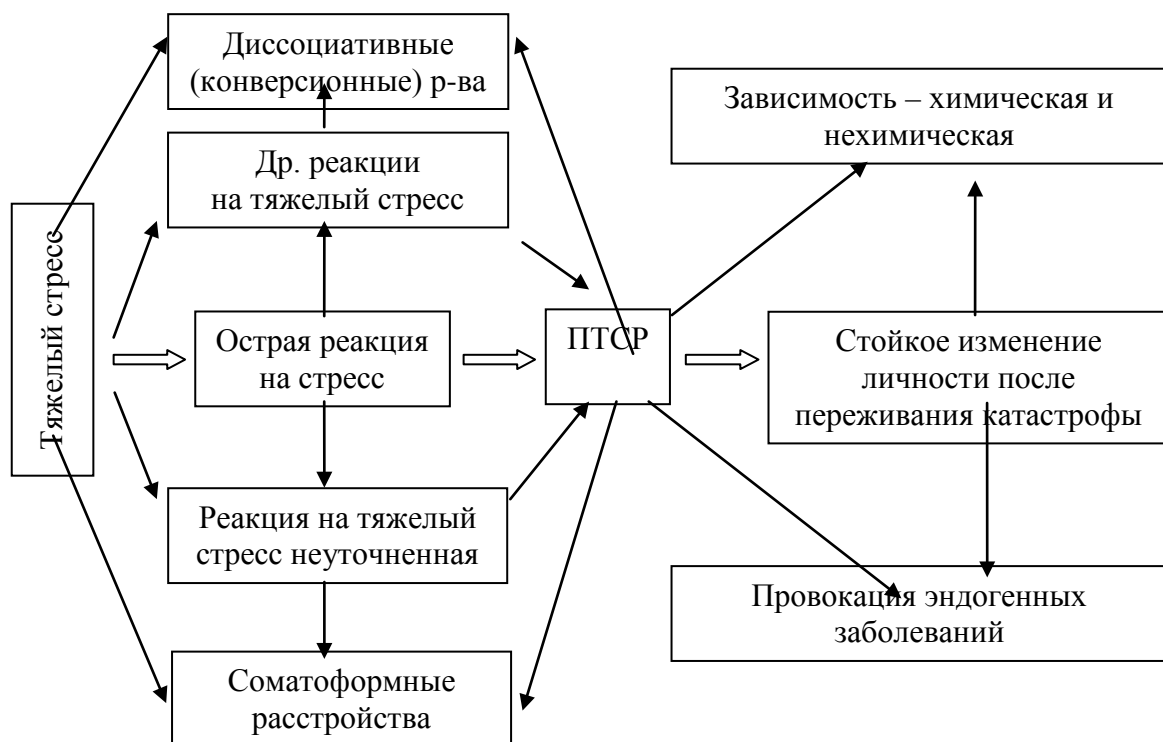 Диссоциативные
(конверсионные) р-ва
Зависимость – химическая и
нехимическая
Др. реакции
на тяжелый стресс
Тяжелый стресс
Острая реакция
на стресс
ПТСР
Стойкое изменение
личности после
переживания катастрофы
Реакция на тяжелый
стресс неуточненная
Провокация эндогенных
заболеваний
Соматоформные
расстройства